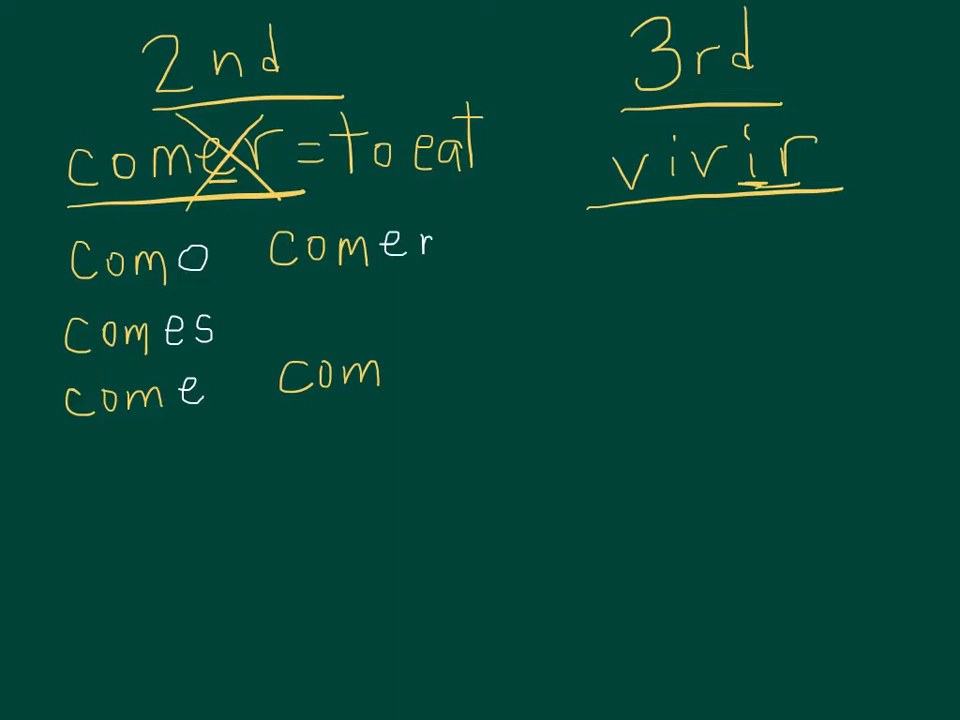 2nd
comer = to eat
como comer
comes
come com
3rd
vivir